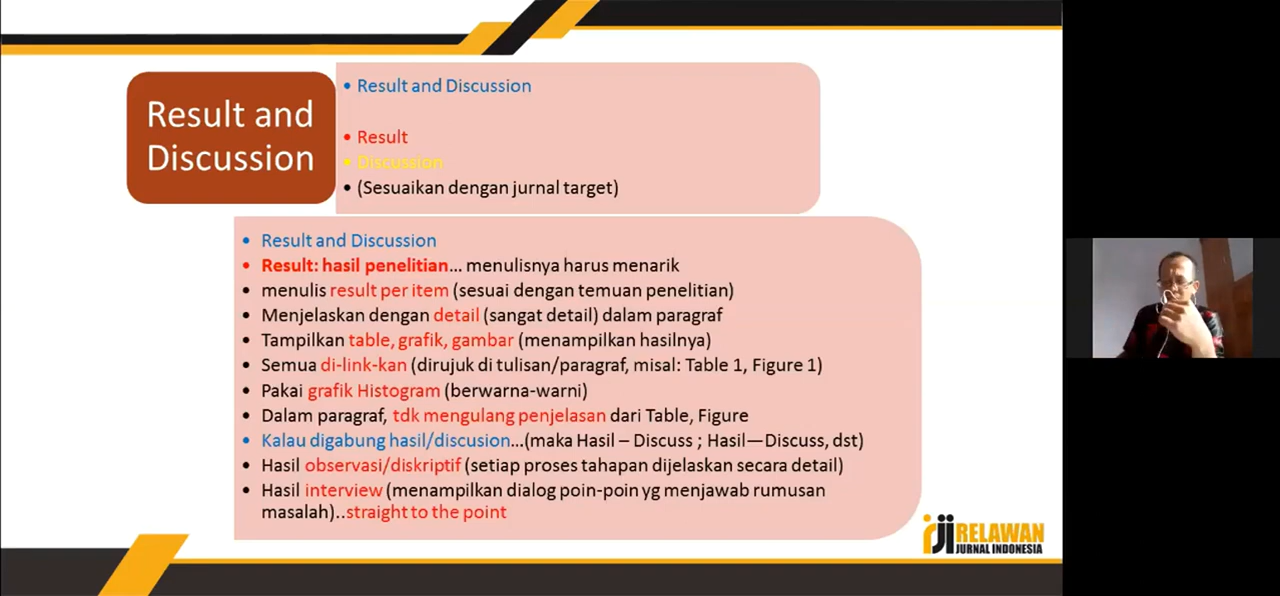 Result and
Discussion
• Result and Discussion
• Result
• Discussion
• (Sesuaikan dengan jurnal target)
• Result and Discussion
• Result: hasil penelitian... menulisnya harus menarik
• menulis result per item (sesuai dengan temuan penelitian)
• Menjelaskan dengan detail (sangat detail) dalam paragraf
• Tampilkan table, grafik, gambar (menampilkan hasilnya)
• Semua di-link-kan (dirujuk di tulisan/paragraf, misal: Table 1, Figure 1)
• Pakai grafik Histogram (berwarna-warni)
• Dalam paragraf, tdk mengulang penjelasan dari Table, Figure
• Kalau digabung hasil/discusion...(maka Hasil – Discuss ; Hasil—Discuss, dst)
• Hasil observasi/diskriptif (setiap proses tahapan dijelaskan secara detail)
• Hasil interview (menampilkan dialog poin-poin yg menjawab rumusan
masalah)..straight to the point
rji RELAWAN
JURNAL INDONESIA